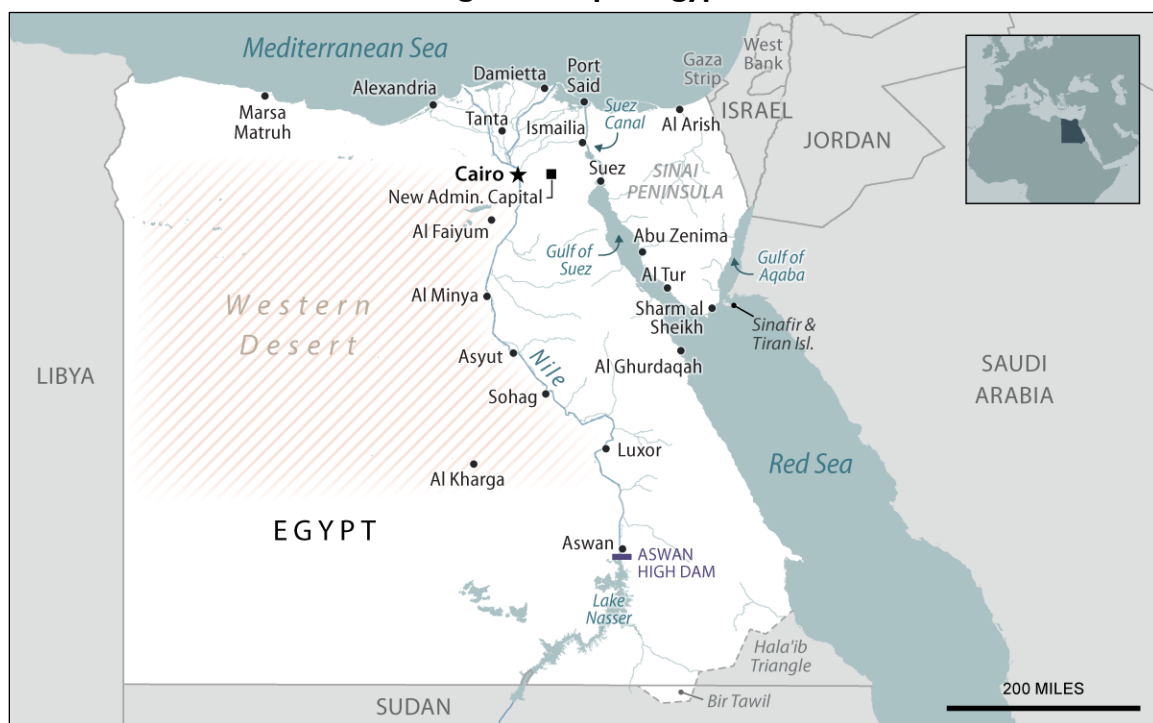 Mediterranean Sea
West
Bank
Gaza
Strip
Port
Said
Damietta
Alexandria
Marsa
Matruh
Tanta
Ismailia
Suez
Canal
Al Arish
ISRAEL
JORDAN
Cairo
New Admin. Capital
Suez
SINAI
PENINSULA
Al Faiyum
Gulf of
Suez
Abu Zenima
Gulf of
Aqaba
Al Tur
Al Minya
Western
Desert
Sharm al
Sheikh
Sinafir &
Tiran Isl.
Asyut
Nile
Al Ghurdaqah
LIBYA
SAUDI
ARABIA
Sohag
Luxor
Red Sea
Al Kharga
EGYPT
Aswan
ASWAN
HIGH DAM
Lake
Nasser
Hala'ib
Triangle
200 MILES
SUDAN
Bir Tawil